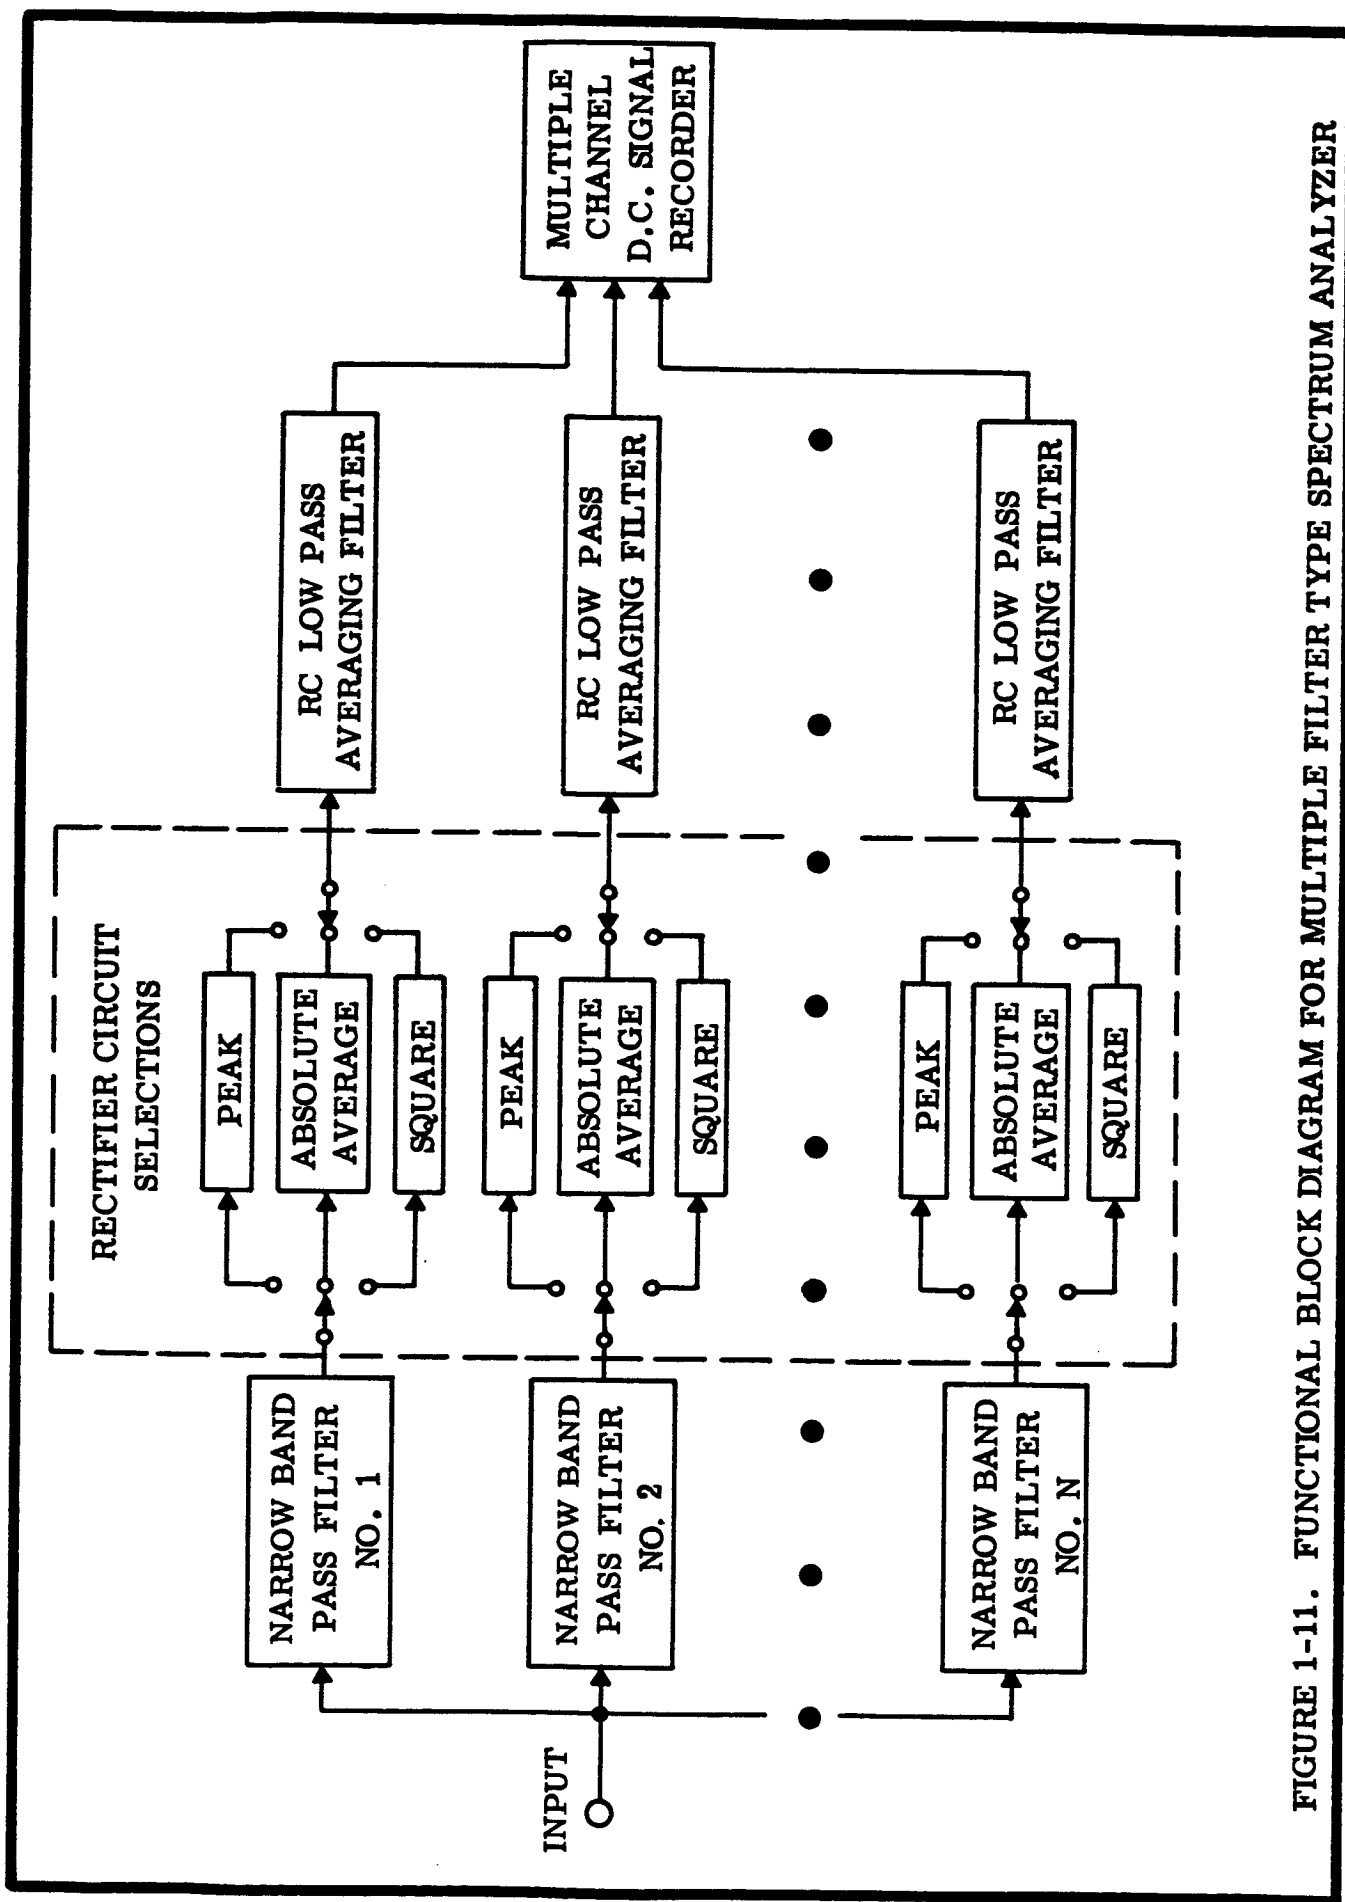 INPUT
NARROW BAND
PASS FILTER
NO. 1
NARROW BAND
PASS FILTER
NO. 2
NARROW BAND
PASS FILTER
NO. N
RECTIFIER CIRCUIT
SELECTIONS
PEAK
ABSOLUTE
AVERAGE
SQUARE
PEAK
ABSOLUTE
AVERAGE
SQUARE
PEAK
ABSOLUTE
AVERAGE
SQUARE
RC LOW PASS
AVERAGING FILTER
RC LOW PASS
AVERAGING FILTER
RC LOW PASS
AVERAGING FILTER
MULTIPLE
CHANNEL
D.C. SIGNAL
RECORDER
FIGURE 1-11. FUNCTIONAL BLOCK DIAGRAM FOR MULTIPLE FILTER TYPE SPECTRUM ANALYZER